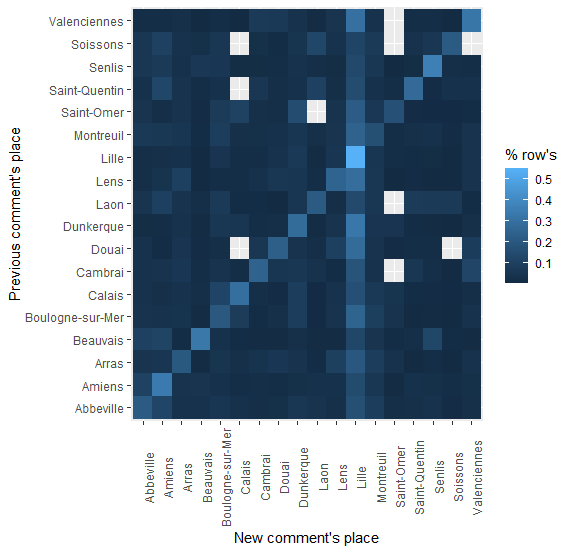 Previous comment's place
Valenciennes
Soissons
Senlis
Saint-Quentin
Saint-Omer
Montreuil
Lille
Lens
Laon
Dunkerque
Douai
Cambrai
Calais
Boulogne-sur-Mer
Beauvais
Arras
Amiens
Abbeville
Abbeville
Amiens
Arras
Beauvais
Boulogne-sur-Mer
Calais
Cambrai
Douai
Dunkerque
Laon
Lens
Lille
Montreuil
Saint-Omer
Saint-Quentin
Senlis
Soissons
Valenciennes
New comment's place
% row's
0.5
0.4
0.3
0.2
0.1